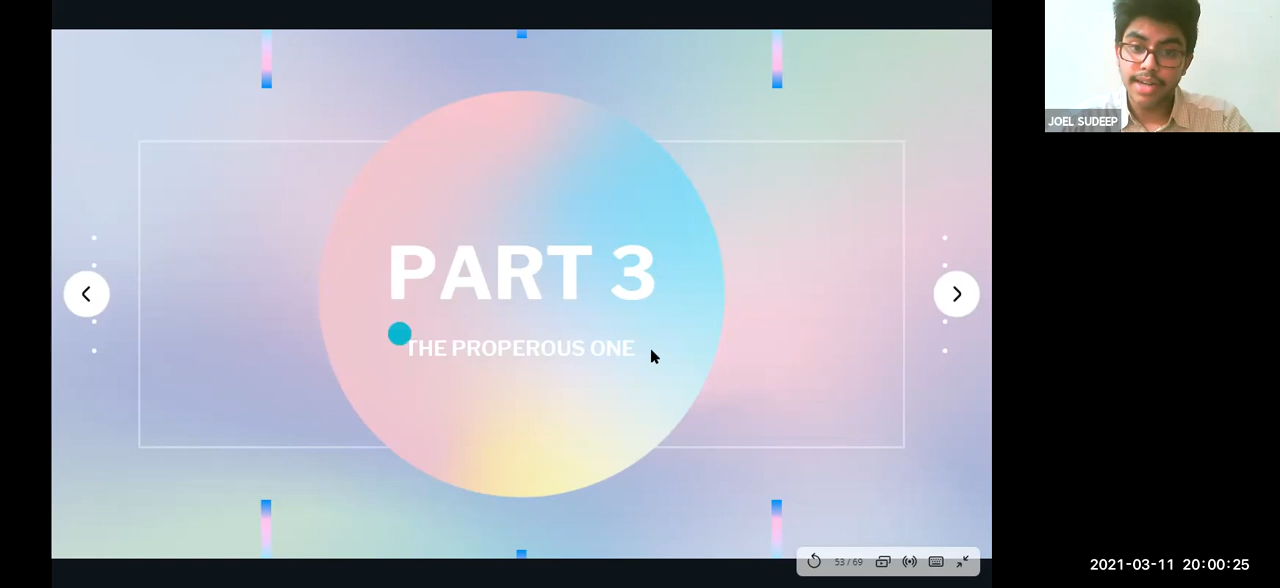 PART 3
THE PROPEROUS ONE
JOEL SUDEEP
53 / 69
2021-03-11 20:00:25